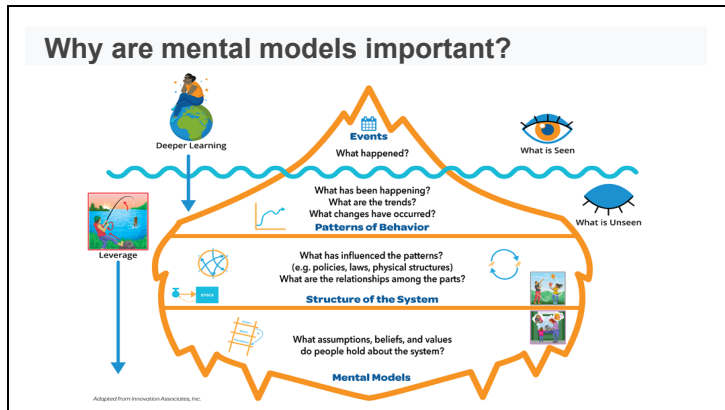 Why are mental models important?
Events
What happened?
Deeper Learning
What is Seen
What has been happening?
What are the trends?
What changes have occurred?
Patterns of Behavior
What is Unseen
Leverage
What has influenced the patterns?
(e.g. policies, laws, physical structures)
What are the relationships among the parts?
STOCK
Structure of the System
What assumptions, beliefs, and values
do people hold about the system?
Mental Models
Adapted from Innovation Associates, Inc.